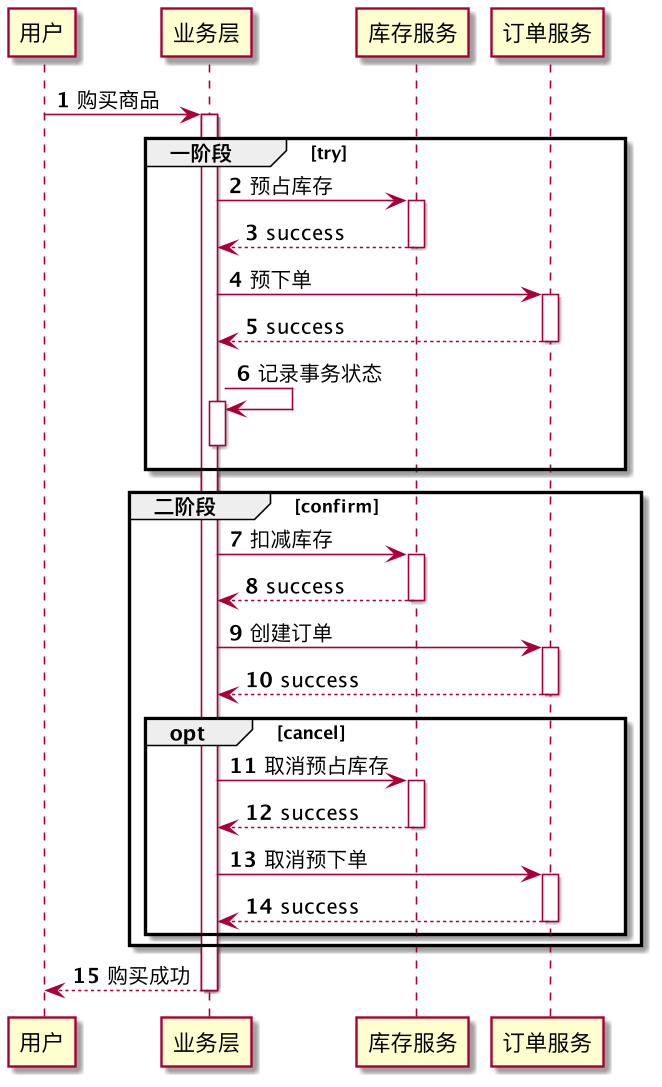 用户 业务层 库存服务 订单服务
1 购买商品
一阶段 [try]
2 预占库存
3 success
4 预下单
5 success
6 记录事务状态
二阶段 [confirm]
7 扣减库存
8 success
9 创建订单
10 success
opt [cancel]
11 取消预占库存
12 success
13 取消预下单
14 success
15 购买成功
用户 业务层 库存服务 订单服务